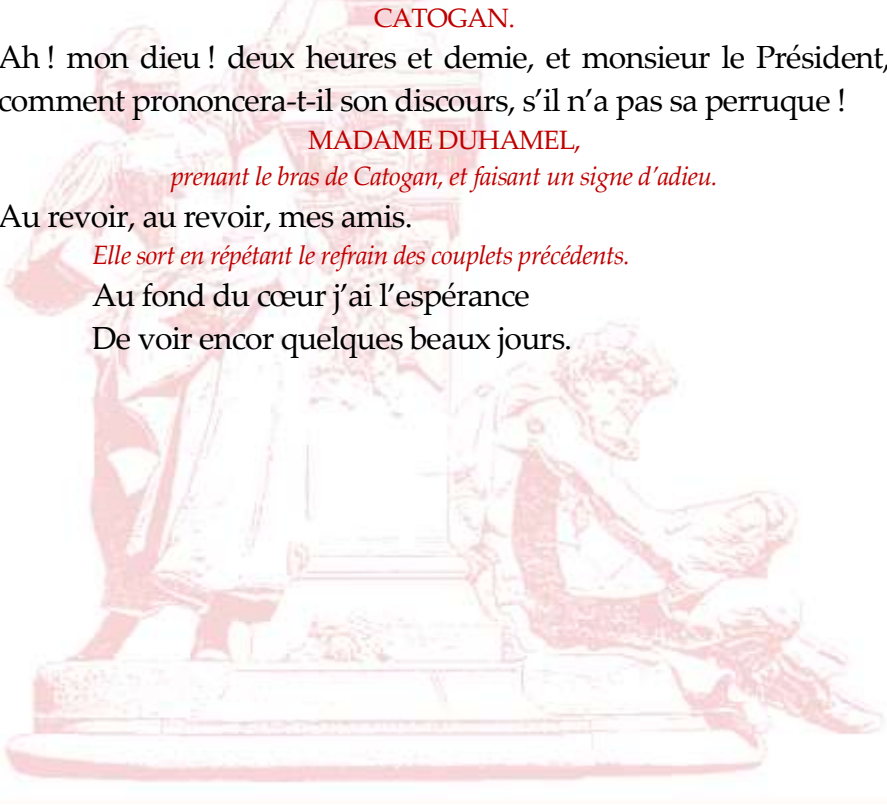 CATOGAN.
Ah ! mon dieu ! deux heures et demie, et monsieur le Président,
comment prononcera-t-il son discours, s’il n’a pas sa perruque !
MADAME DUHAMEL,
prenant le bras de Catogan, et faisant un signe d’adieu.
Au revoir, au revoir, mes amis.
Elle sort en répétant le refrain des couplets précédents.
Au fond du cœur j’ai l’espérance
De voir encor quelques beaux jours.